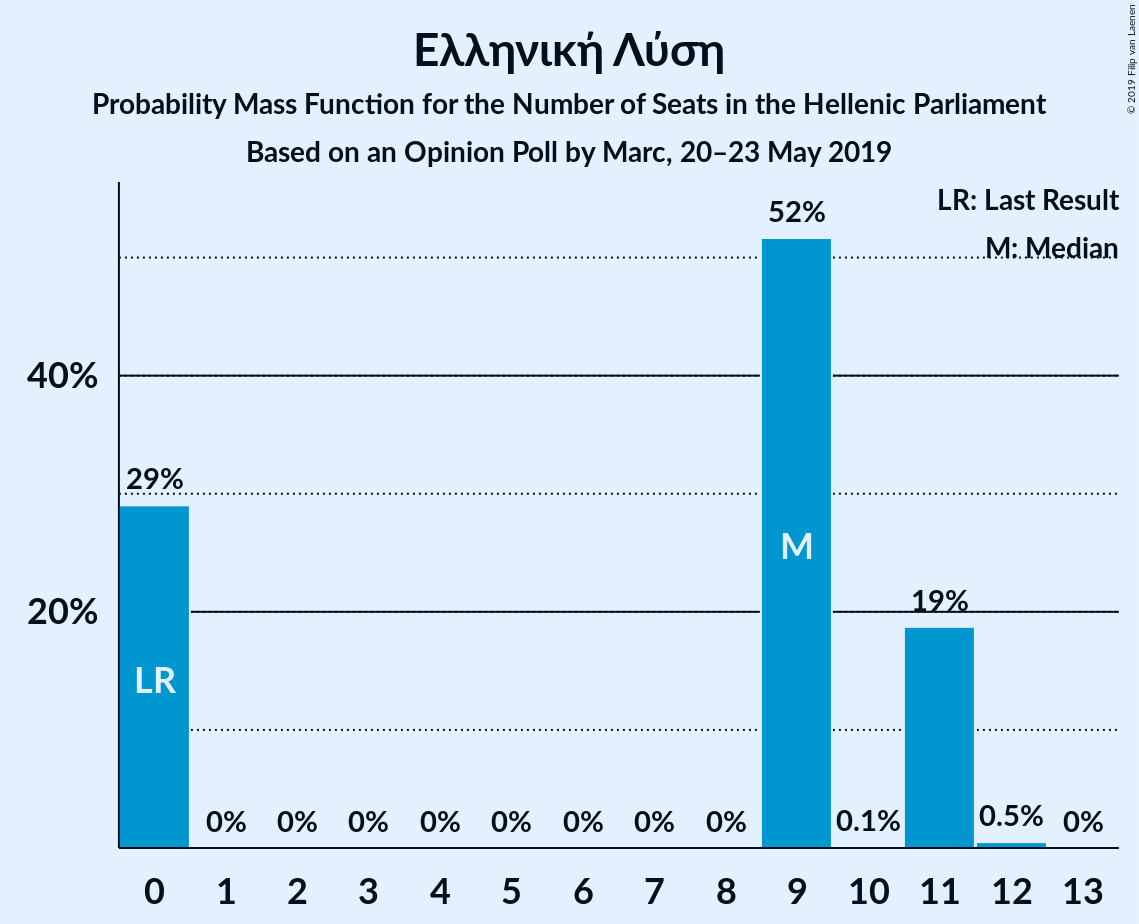 © 2019 Filip van Laenen
Ελληνική Λύση
Probability Mass Function for the Number of Seats in the Hellenic Parliament
Based on an Opinion Poll by Marc, 20–23 May 2019
LR: Last Result
M: Median
52%
40%
29%
M
20%
19%
LR
0% 0% 0% 0% 0% 0% 0% 0% 0.1% 0.5% 0%
0 1 2 3 4 5 6 7 8 9 10 11 12 13